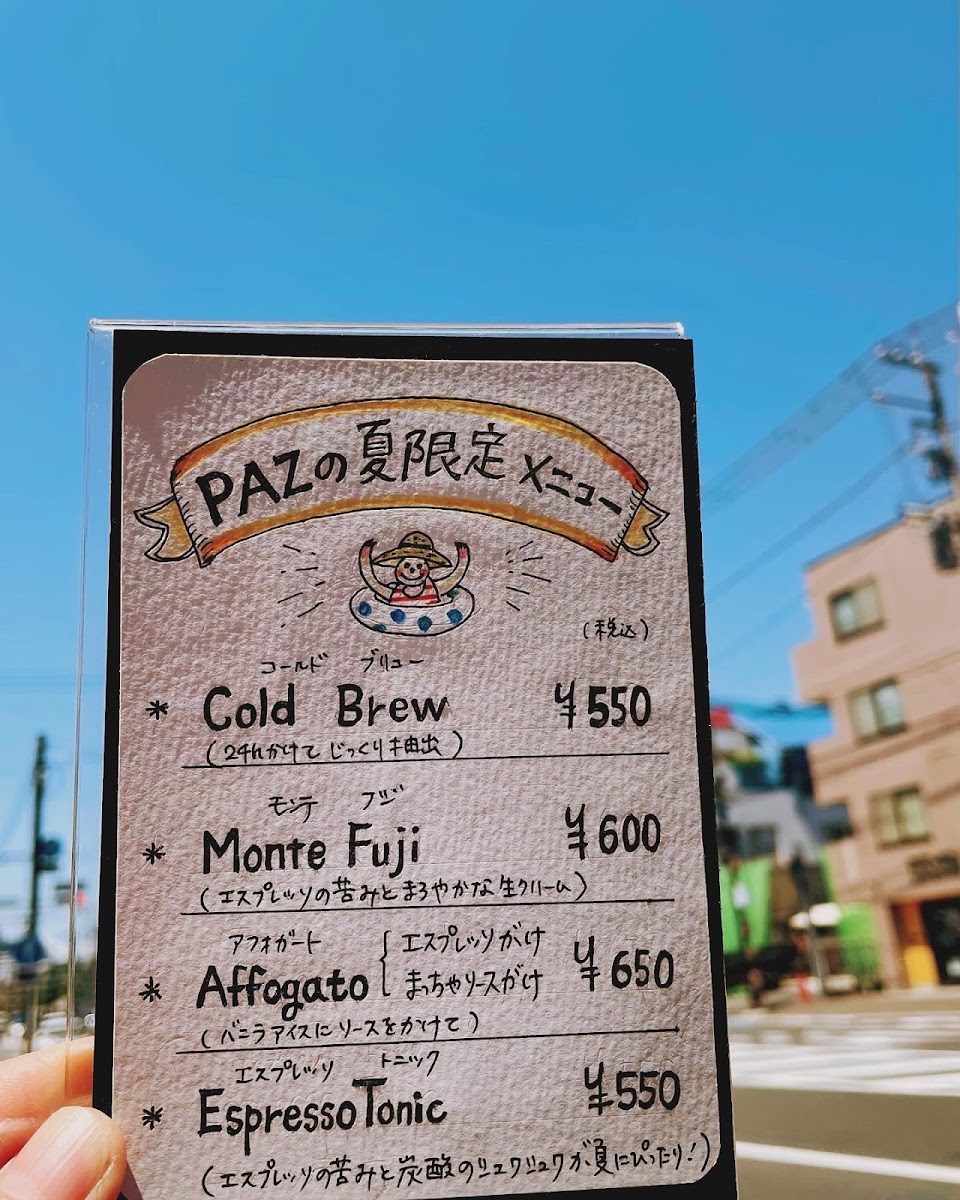 PAZの夏限定メニュー
(税込)
コールド ブリュー
* Cold Brew ¥550
(24hかけてじっくり抽出)
モンテ フジ
* Monte Fuji ¥600
(エスプレッソの苦みとまろやかな生クリーム)
アフォガート
* Affogato { エスプレッソがけ ¥650
まっちゃソースがけ
(バニラアイスにソースをかけて)
エスプレッソ トニック
* Espresso Tonic ¥550
(エスプレッソの苦みと炭酸のシュワシュワが夏にぴったり!)